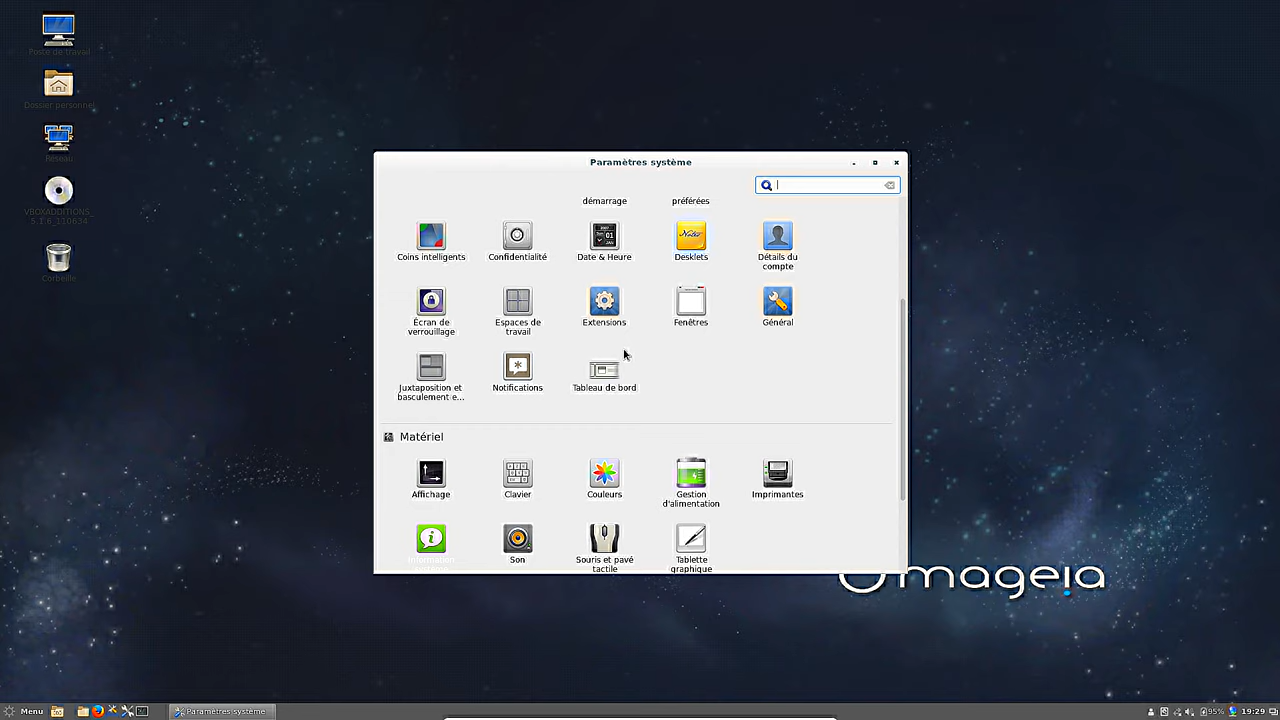 Poste de travail
Dossier personnel
Réseau
VBOXADDITIONS_
5.1.6_110634
Corbeille
Paramètres système
démarrage
préférées
Coins intelligents
Confidentialité
Date & Heure
Desklets
Détails du
compte
Écran de
verrouillage
Espaces de
travail
Extensions
Fenêtres
Général
Juxtaposition et
basculement e...
Notifications
Tableau de bord
Matériel
Affichage
Clavier
Couleurs
Gestion
d'alimentation
Imprimantes
Son
Souris et pavé
tactile
Tablette
graphique
mageia
Menu
Paramètres système
95%
19:29